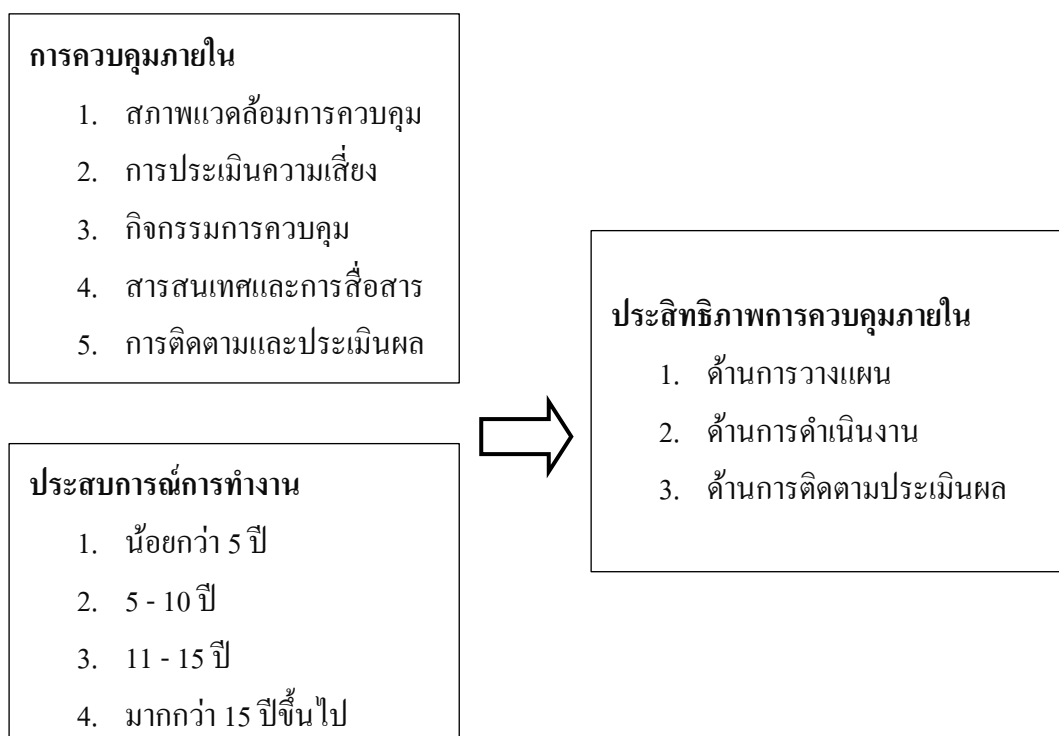 การควบคุมภายใน
1. สภาพแวดล้อมการควบคุม
2. การประเมินความเสี่ยง
3. กิจกรรมการควบคุม
4. สารสนเทศและการสื่อสาร
5. การติดตามและประเมินผล
ประสบการณ์การทำงาน
1. น้อยกว่า 5 ปี
2. 5 - 10 ปี
3. 11 - 15 ปี
4. มากกว่า 15 ปีขึ้นไป
ประสิทธิภาพการควบคุมภายใน
1. ด้านการวางแผน
2. ด้านการดำเนินงาน
3. ด้านการติดตามประเมินผล